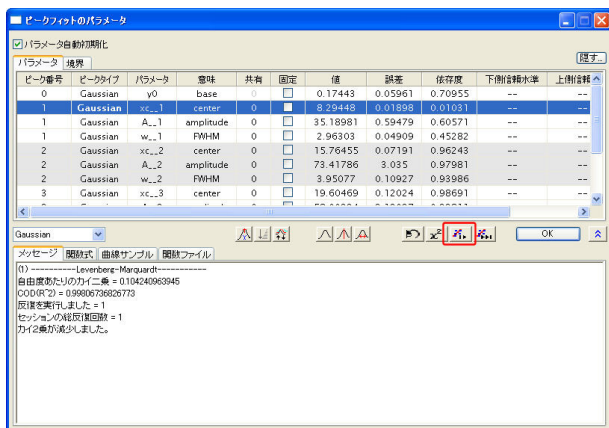 ピークフィットのパラメータ
パラメータ自動初期化
隠す...
パラメータ 境界
ピーク番号 ピークタイプ パラメータ 意味 共有 固定 値 誤差 依存度 下側信頼水準 上側信頼
0 Gaussian y0 base 0 0.17443 0.05961 0.70955 -- --
1 Gaussian xc__1 center 0 8.29448 0.01898 0.01031 -- --
1 Gaussian A__1 amplitude 0 35.18981 0.59479 0.60571 -- --
1 Gaussian w__1 FWHM 0 2.96303 0.04909 0.45282 -- --
2 Gaussian xc__2 center 0 15.76455 0.07191 0.96243 -- --
2 Gaussian A__2 amplitude 0 73.41786 3.035 0.97981 -- --
2 Gaussian w__2 FWHM 0 3.95077 0.10927 0.93986 -- --
3 Gaussian xc__3 center 0 19.60469 0.12024 0.98691 -- --
Gaussian OK
メッセージ 関数式 曲線サンプル 関数ファイル
(1) ----------Levenberg-Marquardt-----------
自由度あたりのカイ二乗 = 0.104240963945
COD(R^2) = 0.99806736826773
反復を実行しました = 1
セッションの総反復回数 = 1
カイ2乗が減少しました。